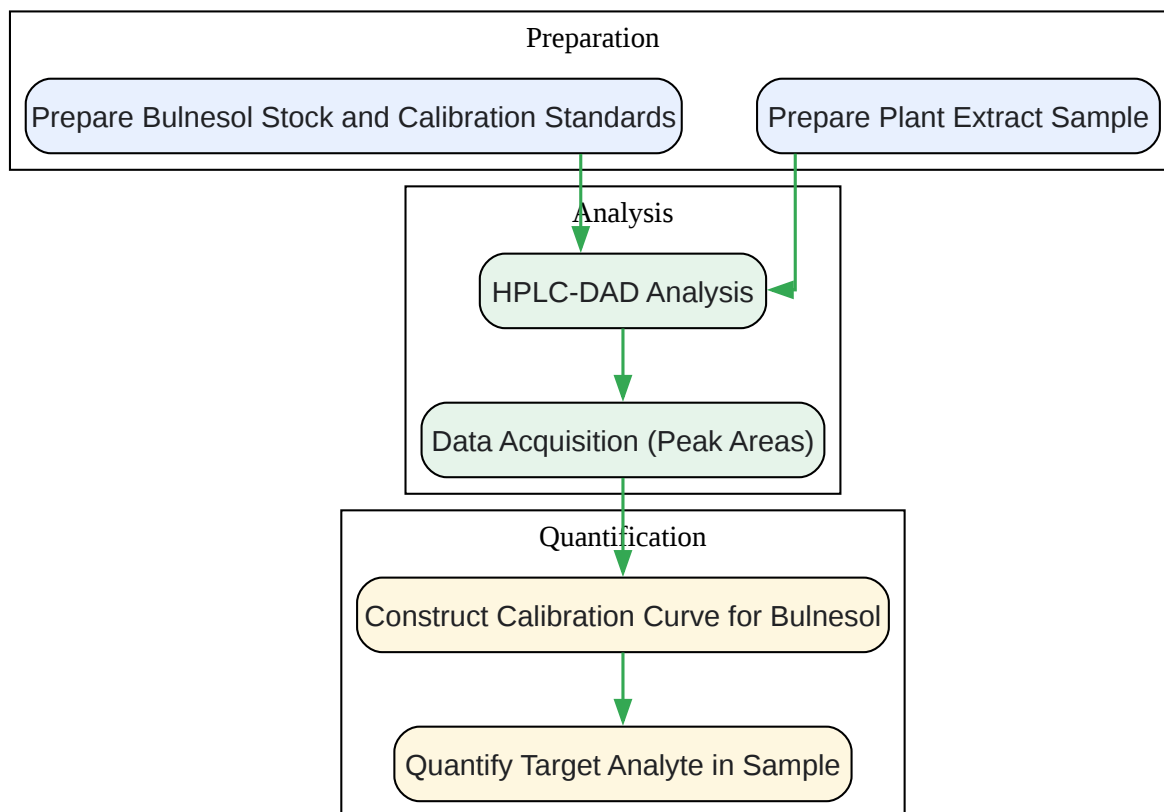 Preparation
Prepare Bulnesol Stock and Calibration Standards
Prepare Plant Extract Sample
Analysis
HPLC-DAD Analysis
Data Acquisition (Peak Areas)
Quantification
Construct Calibration Curve for Bulnesol
Quantify Target Analyte in Sample